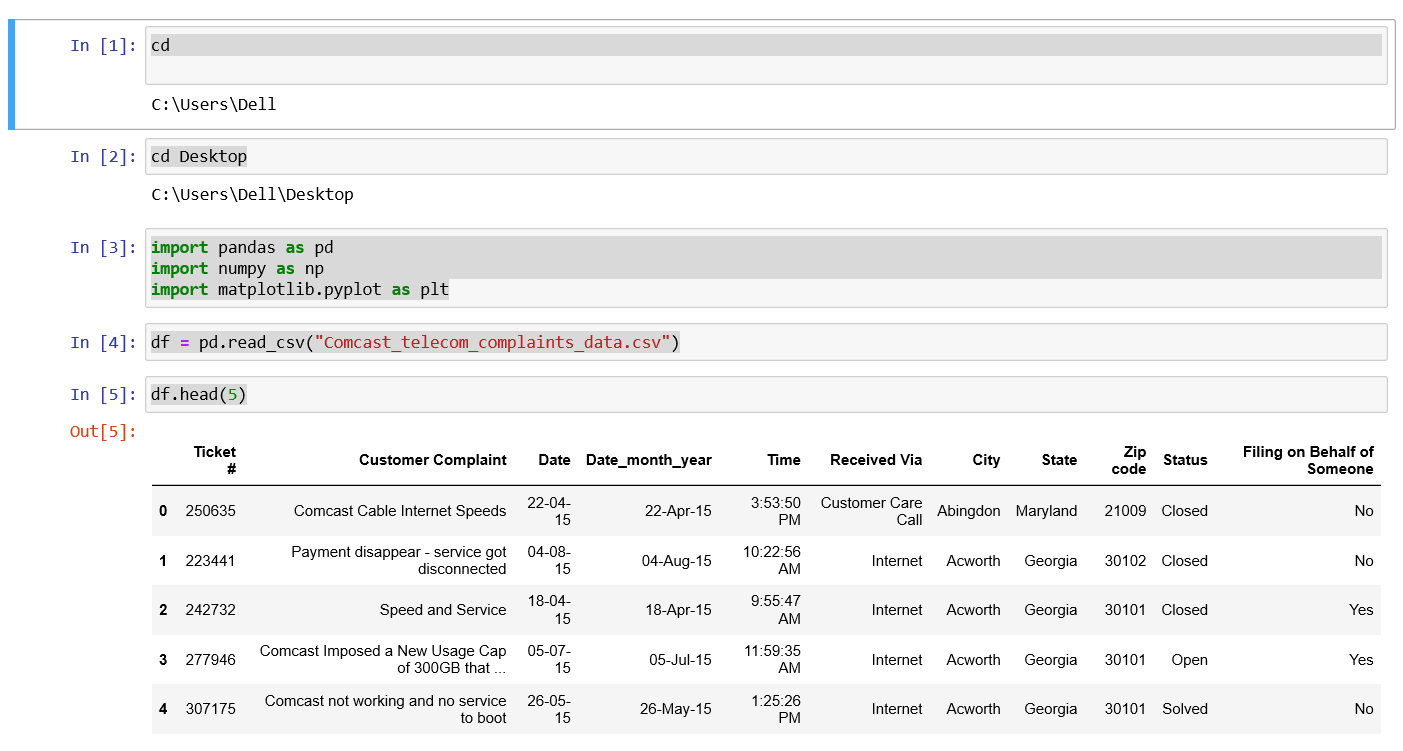 In [1]: cd
C:\Users\Dell
In [2]: cd Desktop
C:\Users\Dell\Desktop
In [3]: import pandas as pd
import numpy as np
import matplotlib.pyplot as plt
In [4]: df = pd.read_csv("Comcast_telecom_complaints_data.csv")
In [5]: df.head(5)
Out[5]:
Ticket # Customer Complaint Date Date_month_year Time Received Via City State Zip code Status Filing on Behalf of Someone
0 250635 Comcast Cable Internet Speeds 22-04-15 22-Apr-15 3:53:50 PM Customer Care Call Abingdon Maryland 21009 Closed No
1 223441 Payment disappear - service got disconnected 04-08-15 04-Aug-15 10:22:56 AM Internet Acworth Georgia 30102 Closed No
2 242732 Speed and Service 18-04-15 18-Apr-15 9:55:47 AM Internet Acworth Georgia 30101 Closed Yes
3 277946 Comcast Imposed a New Usage Cap of 300GB that ... 05-07-15 05-Jul-15 11:59:35 AM Internet Acworth Georgia 30101 Open Yes
4 307175 Comcast not working and no service to boot 26-05-15 26-May-15 1:25:26 PM Internet Acworth Georgia 30101 Solved No